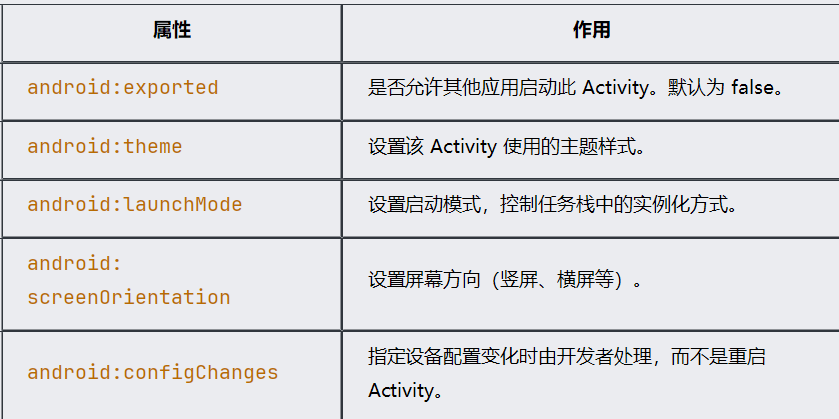 属性 作用
android:exported 是否允许其他应用启动此 Activity。默认为 false。
android:theme 设置该 Activity 使用的主题样式。
android:launchMode 设置启动模式，控制任务栈中的实例化方式。
android:
screenOrientation
设置屏幕方向（竖屏、横屏等）。
android:configChanges
指定设备配置变化时由开发者处理，而不是重启
Activity。